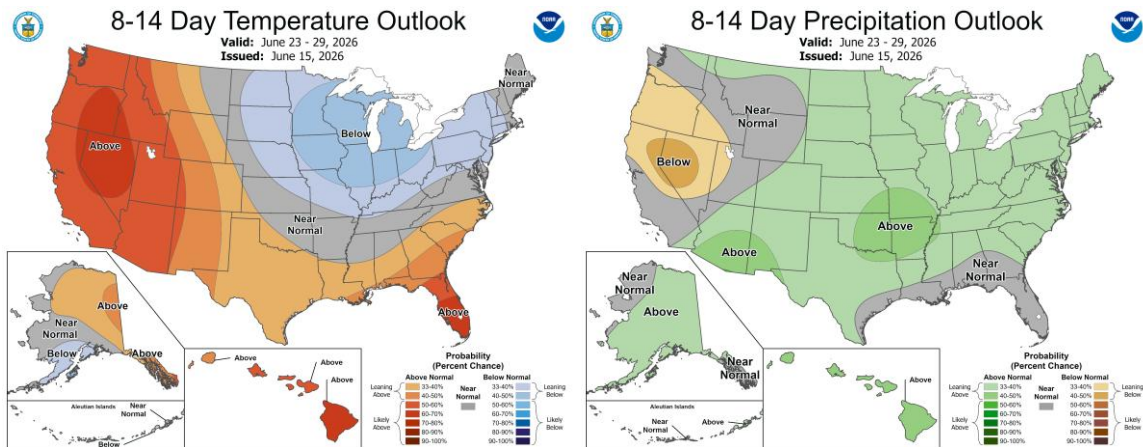 8-14 Day Temperature Outlook
Valid: June 23 - 29, 2026
Issued: June 15, 2026
NOAA
Above
Below
Near
Normal
Near
Normal
Above
Above
Near
Normal
Below
Above
Aleutian Islands
Near
Normal
Below
Above
Above
Above
Probability
(Percent Chance)
Above Normal
Below Normal
Leaning
Above
Likely
Above
33-40%
40-50%
50-60%
60-70%
70-80%
80-90%
90-100%
Near
Normal
33-40%
40-50%
50-60%
60-70%
70-80%
80-90%
90-100%
Leaning
Below
Likely
Below
8-14 Day Precipitation Outlook
Valid: June 23 - 29, 2026
Issued: June 15, 2026
NOAA
Near
Normal
Below
Above
Above
Near
Normal
Near
Normal
Above
Near
Normal
Aleutian Islands
Near
Normal
Above
Above
Above
Above
Probability
(Percent Chance)
Above Normal
Below Normal
Leaning
Above
Likely
Above
33-40%
40-50%
50-60%
60-70%
70-80%
80-90%
90-100%
Near
Normal
33-40%
40-50%
50-60%
60-70%
70-80%
80-90%
90-100%
Leaning
Below
Likely
Below